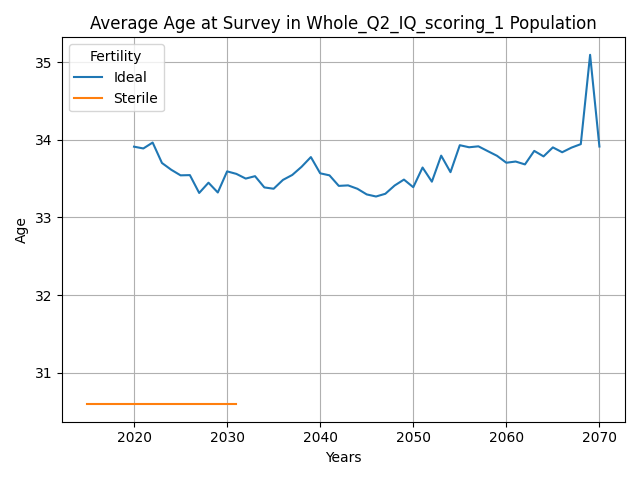 Average Age at Survey in Whole_Q2_IQ_scoring_1 Population
Fertility
Ideal
Sterile
Age
35
34
33
32
31
2020 2030 2040 2050 2060 2070
Years